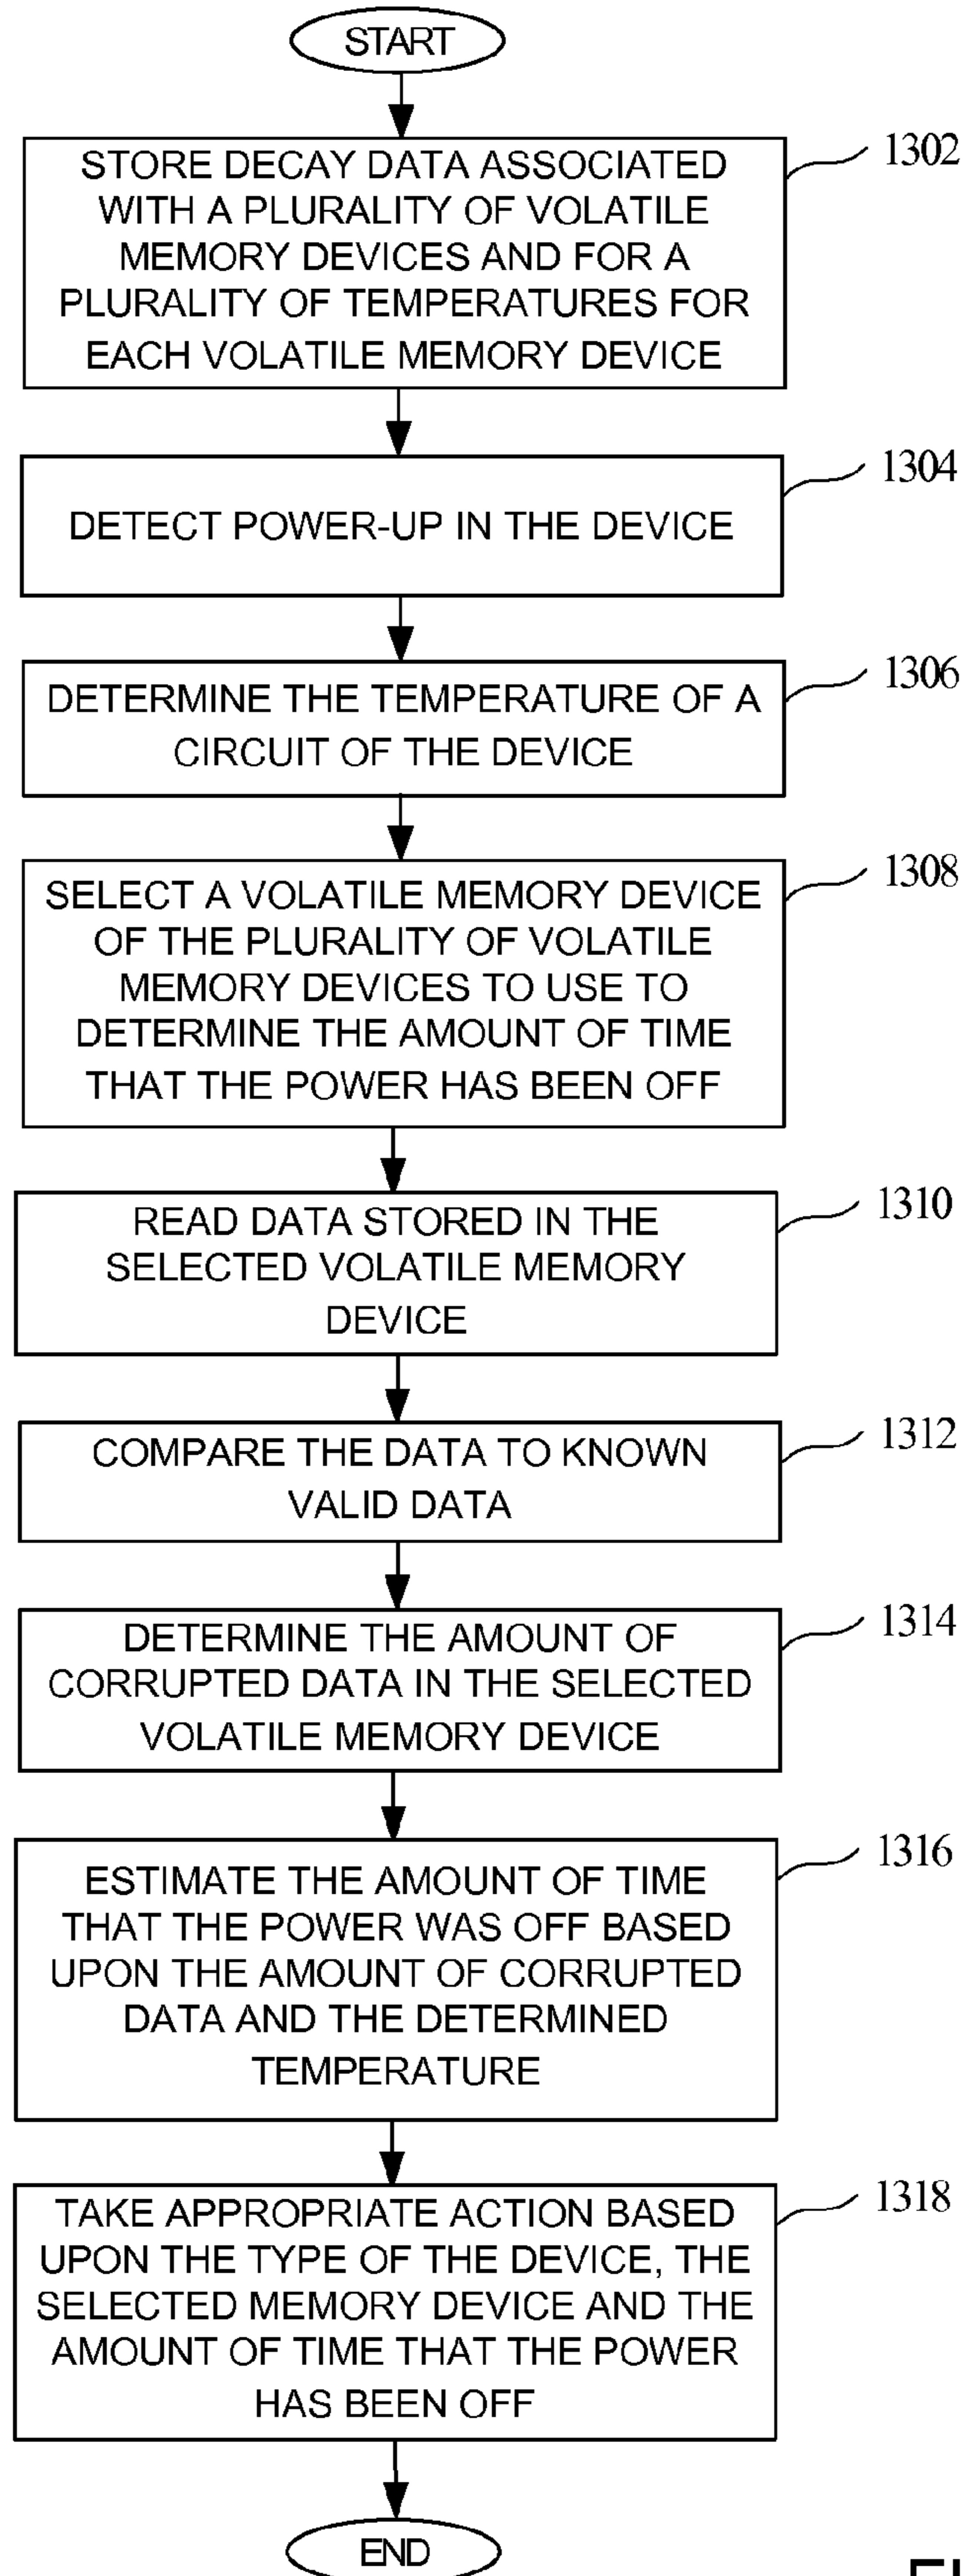 START
STORE DECAY DATA ASSOCIATED
WITH A PLURALITY OF VOLATILE
MEMORY DEVICES AND FOR A
PLURALITY OF TEMPERATURES FOR
EACH VOLATILE MEMORY DEVICE
1302
DETECT POWER-UP IN THE DEVICE
1304
DETERMINE THE TEMPERATURE OF A
CIRCUIT OF THE DEVICE
1306
SELECT A VOLATILE MEMORY DEVICE
OF THE PLURALITY OF VOLATILE
MEMORY DEVICES TO USE TO
DETERMINE THE AMOUNT OF TIME
THAT THE POWER HAS BEEN OFF
1308
READ DATA STORED IN THE
SELECTED VOLATILE MEMORY
DEVICE
1310
COMPARE THE DATA TO KNOWN
VALID DATA
1312
DETERMINE THE AMOUNT OF
CORRUPTED DATA IN THE SELECTED
VOLATILE MEMORY DEVICE
1314
ESTIMATE THE AMOUNT OF TIME
THAT THE POWER WAS OFF BASED
UPON THE AMOUNT OF CORRUPTED
DATA AND THE DETERMINED
TEMPERATURE
1316
TAKE APPROPRIATE ACTION BASED
UPON THE TYPE OF THE DEVICE, THE
SELECTED MEMORY DEVICE AND THE
AMOUNT OF TIME THAT THE POWER
HAS BEEN OFF
1318
END